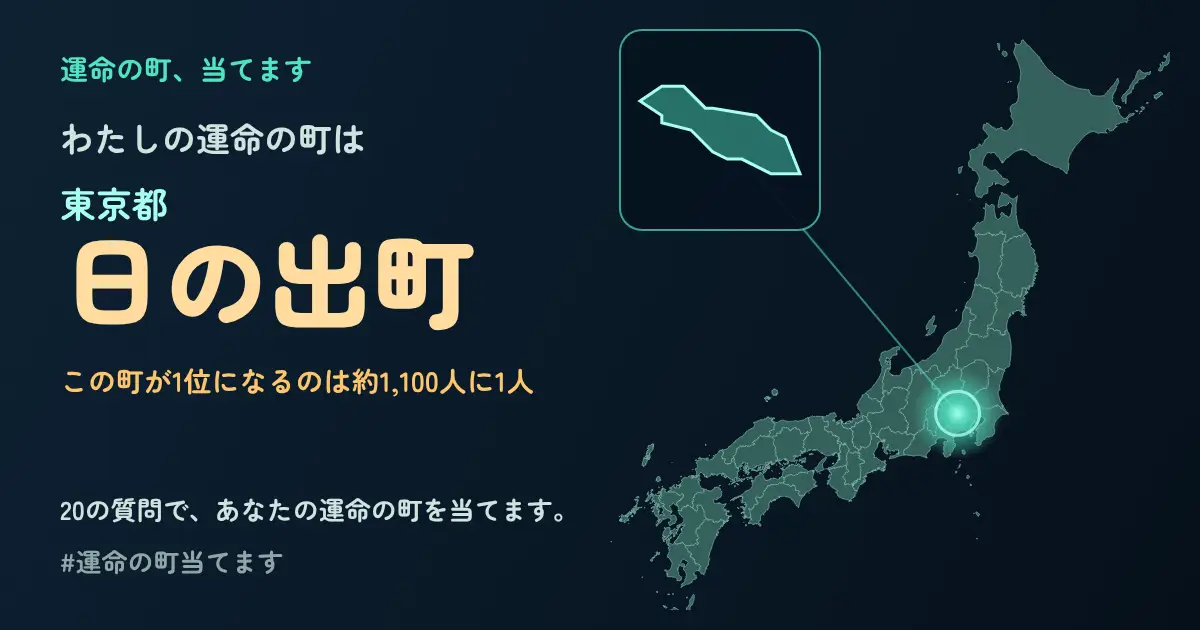 運命の町、当てます
わたしの運命の町は
東京都
日の出町
この町が1位になるのは約1,100人に1人
20の質問で、あなたの運命の町を当てます。
#運命の町当てます